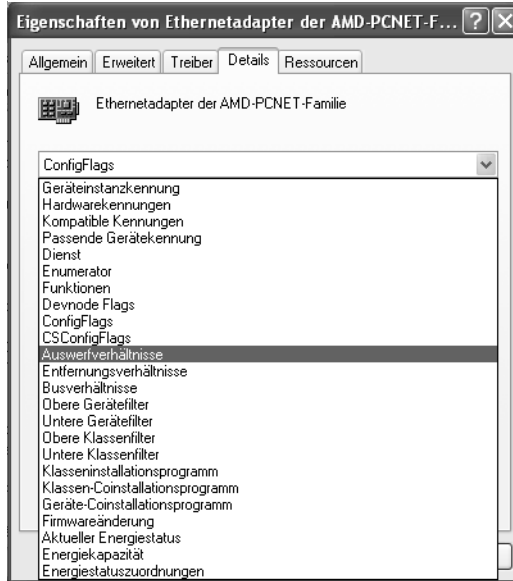 Eigenschaften von Ethernetadapter der AMD-PCNET-F...
Allgemein Erweitert Treiber Details Ressourcen
Ethernetadapter der AMD-PCNET-Familie
ConfigFlags
Geräteinstanzkennung
Hardwarekennungen
Kompatible Kennungen
Passende Gerätekennung
Dienst
Enumerator
Funktionen
Devnode Flags
ConfigFlags
CSConfigFlags
Auswerfverhältnisse
Entfernungsverhältnisse
Busverhältnisse
Obere Gerätefilter
Untere Gerätefilter
Obere Klassenfilter
Untere Klassenfilter
Klasseninstallationsprogramm
Klassen-Coinstallationsprogramm
Geräte-Coinstallationsprogramm
Firmwareänderung
Aktueller Energiestatus
Energiekapazität
Energiestatuszuordnungen